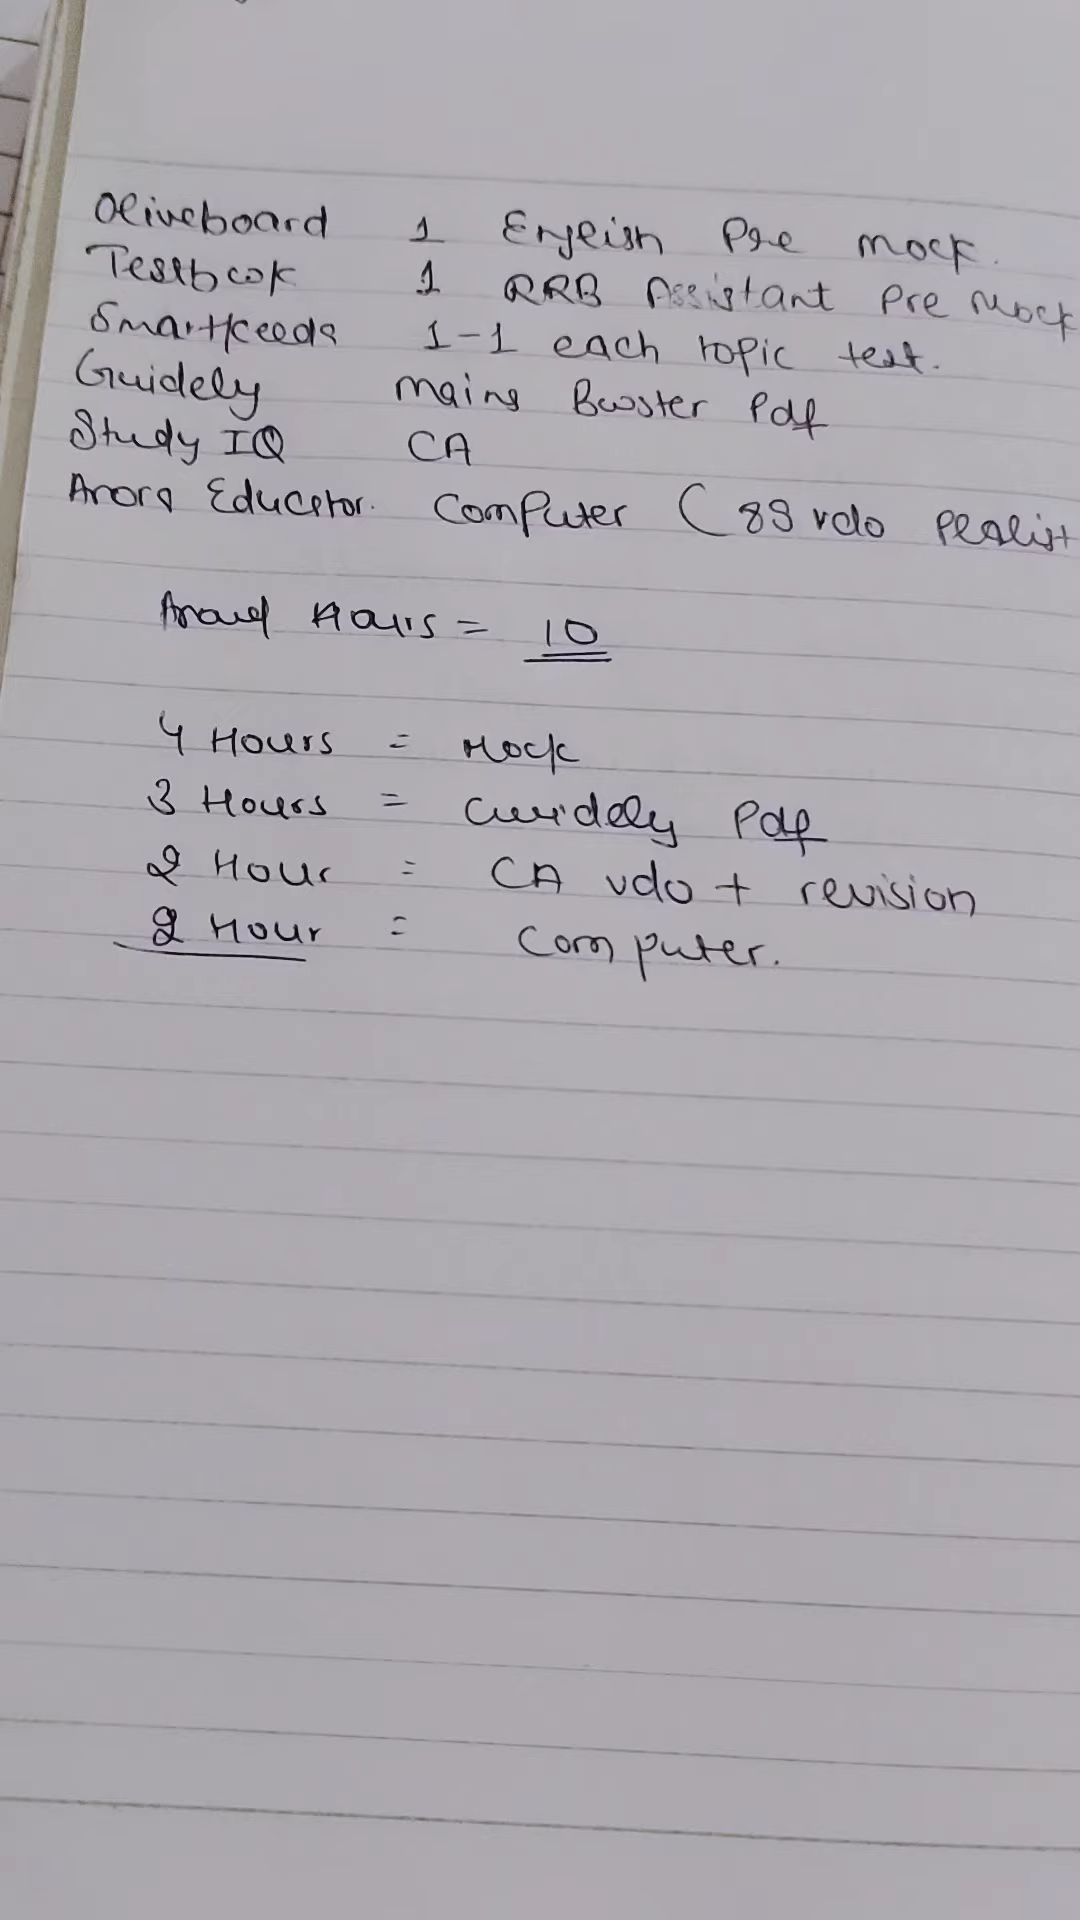 Oliveboard 1 English Pre mock.
Testbook 1 RRB Assistant Pre Mock
Smartkeeda 1-1 each topic test.
Guidely mains Booster Pdf
Study IQ CA
Arora Educator. Computer (89 vdo
Hours = 10
4 Hours = Mock
3 Hours = Guidely Pdf
2 Hour = CA vdo + revision
2 Hour = Computer.